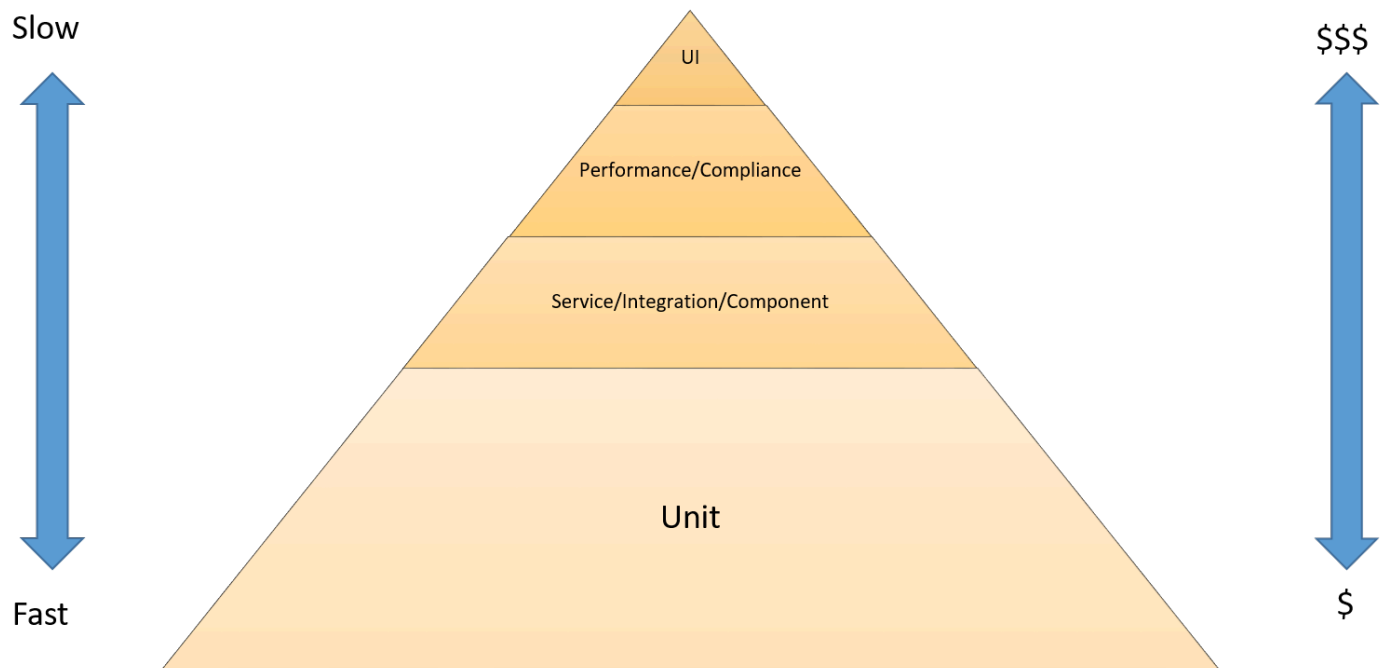 Slow
$$$
UI
Performance/Compliance
Service/Integration/Component
Unit
Fast
$